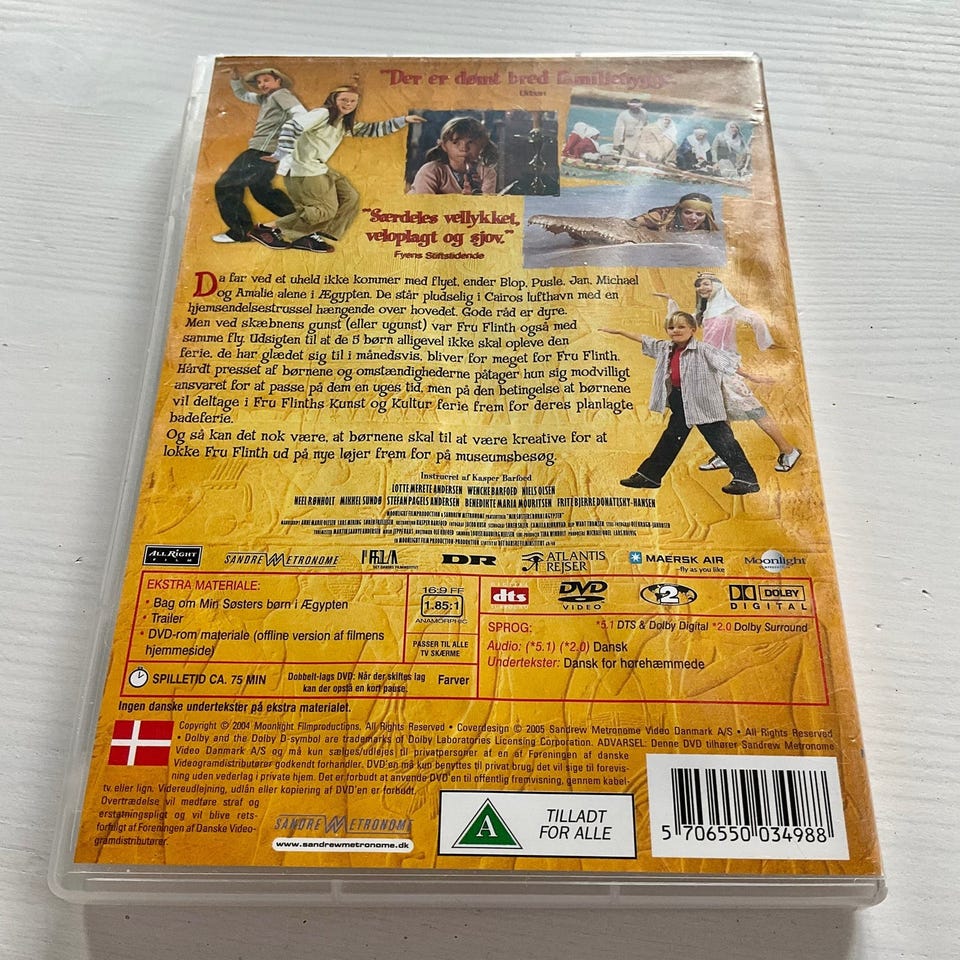 "Der er dømt bred familiehygge"
Urban
"Særdeles vellykket,
veloplagt og sjov."
Fyens Stiftstidende
Da far ved et uheld ikke kommer med flyet, ender Blop, Pusle, Jan, Michael
og Amalie alene i Ægypten. De står pludselig i Cairos lufthavn med en
hjemsendelsestrussel hængende over hovedet. Gode råd er dyre.
Men ved skæbnens gunst (eller ugunst) var Fru Flinth også med
samme fly. Udsigten til at de 5 børn alligevel ikke skal opleve den
ferie, de har glædet sig til i månedsvis, bliver for meget for Fru Flinth.
Hårdt presset af børnene og omstændighederne påtager hun sig modvilligt
ansvaret for at passe på dem en uges tid, men på den betingelse at børnene
vil deltage i Fru Flinths Kunst og Kultur ferie frem for deres planlagte
badeferie.
Og så kan det nok være, at børnene skal til at være kreative for at
lokke Fru Flinth ud på nye løjer frem for på museumsbesøg.
Instrueret af Kasper Barfoed
LOTTE MERETE ANDERSEN WENCKE BARFOED NIELS OLSEN
NEEL RØNHOLT MIKKEL SUNDØ STEFAN PAGELS ANDERSEN BENEDIKTE MARIA MOURITSEN FRITZ BJERRE DONATZSKY-HANSEN
ALL RIGHT
FILM
SANDREW METRONOME
DET DANSKE FILMINSTITUT
DR
ATLANTIS
REJSER
MAERSK AIR
-fly as you like
Moonlight
EKSTRA MATERIALE:
• Bag om Min Søsters børn i Ægypten
• Trailer
• DVD-rom materiale (offline version af filmens
hjemmeside)
16:9 FF
1.85:1
ANAMORPHIC
PASSER TIL ALLE
TV SKÆRME
SPILLETID CA. 75 MIN
Dobbelt-lags DVD: Når der skiftes lag
kan der opstå en kort pause.
Farver
dts
DVD
VIDEO
2
DOLBY
DIGITAL
SPROG:
*5.1 DTS & Dolby Digital *2.0 Dolby Surround
Audio: (*5.1) (*2.0) Dansk
Undertekster: Dansk for hørehæmmede
Ingen danske undertekster på ekstra materialet.
Copyright © 2004 Moonlight Filmproductions. All Rights Reserved • Coverdesign © 2005 Sandrew Metronome Video Danmark A/S • All Rights Reserved
• Dolby and the Dolby D-symbol are trademarks of Dolby Laboratories Licensing Corporation. ADVARSEL: Denne DVD tilhører Sandrew Metronome
Video Danmark A/S og må kun sælges/udlejes til privatpersoner af en af Foreningen af danske
Videogramdistributører godkendt forhandler. DVD'en må kun benyttes til privat brug, det vil sige til forevis-
ning uden vederlag i private hjem. Det er forbudt at anvende DVD'en til offentlig fremvisning, gennem kabel-
tv. eller lign. Videreudlejning, udlån eller kopiering af DVD'en er forbudt.
Overtrædelse vil medføre straf og
erstatningspligt og vil blive rets-
forfulgt af Foreningen af Danske Video-
gramdistributører.
SANDREW METRONOME
www.sandrewmetronome.dk
A
TILLADT
FOR ALLE
5 706550 034988